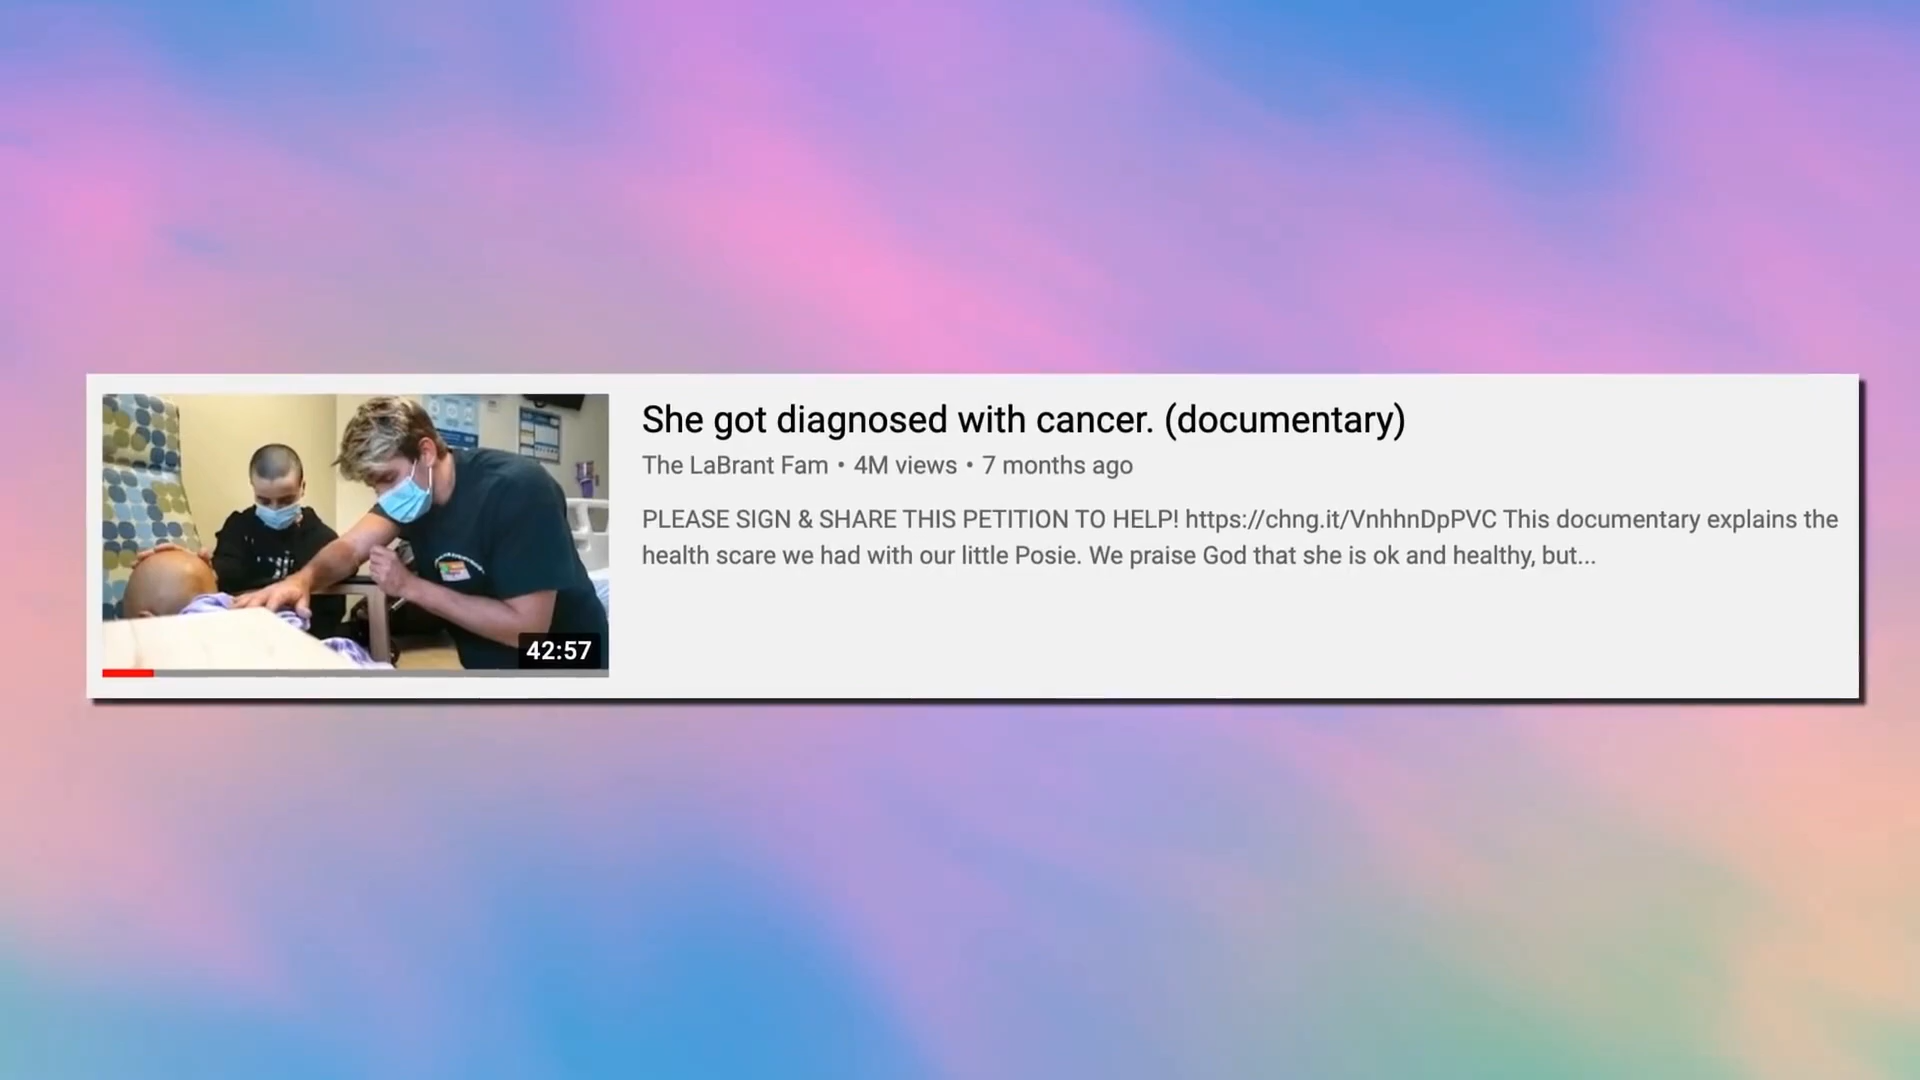 She got diagnosed with cancer. (documentary)
The LaBrant Fam • 4M views • 7 months ago
PLEASE SIGN & SHARE THIS PETITION TO HELP! https://chng.it/VnhhnDpPVC This documentary explains the
health scare we had with our little Posie. We praise God that she is ok and healthy, but...
42:57